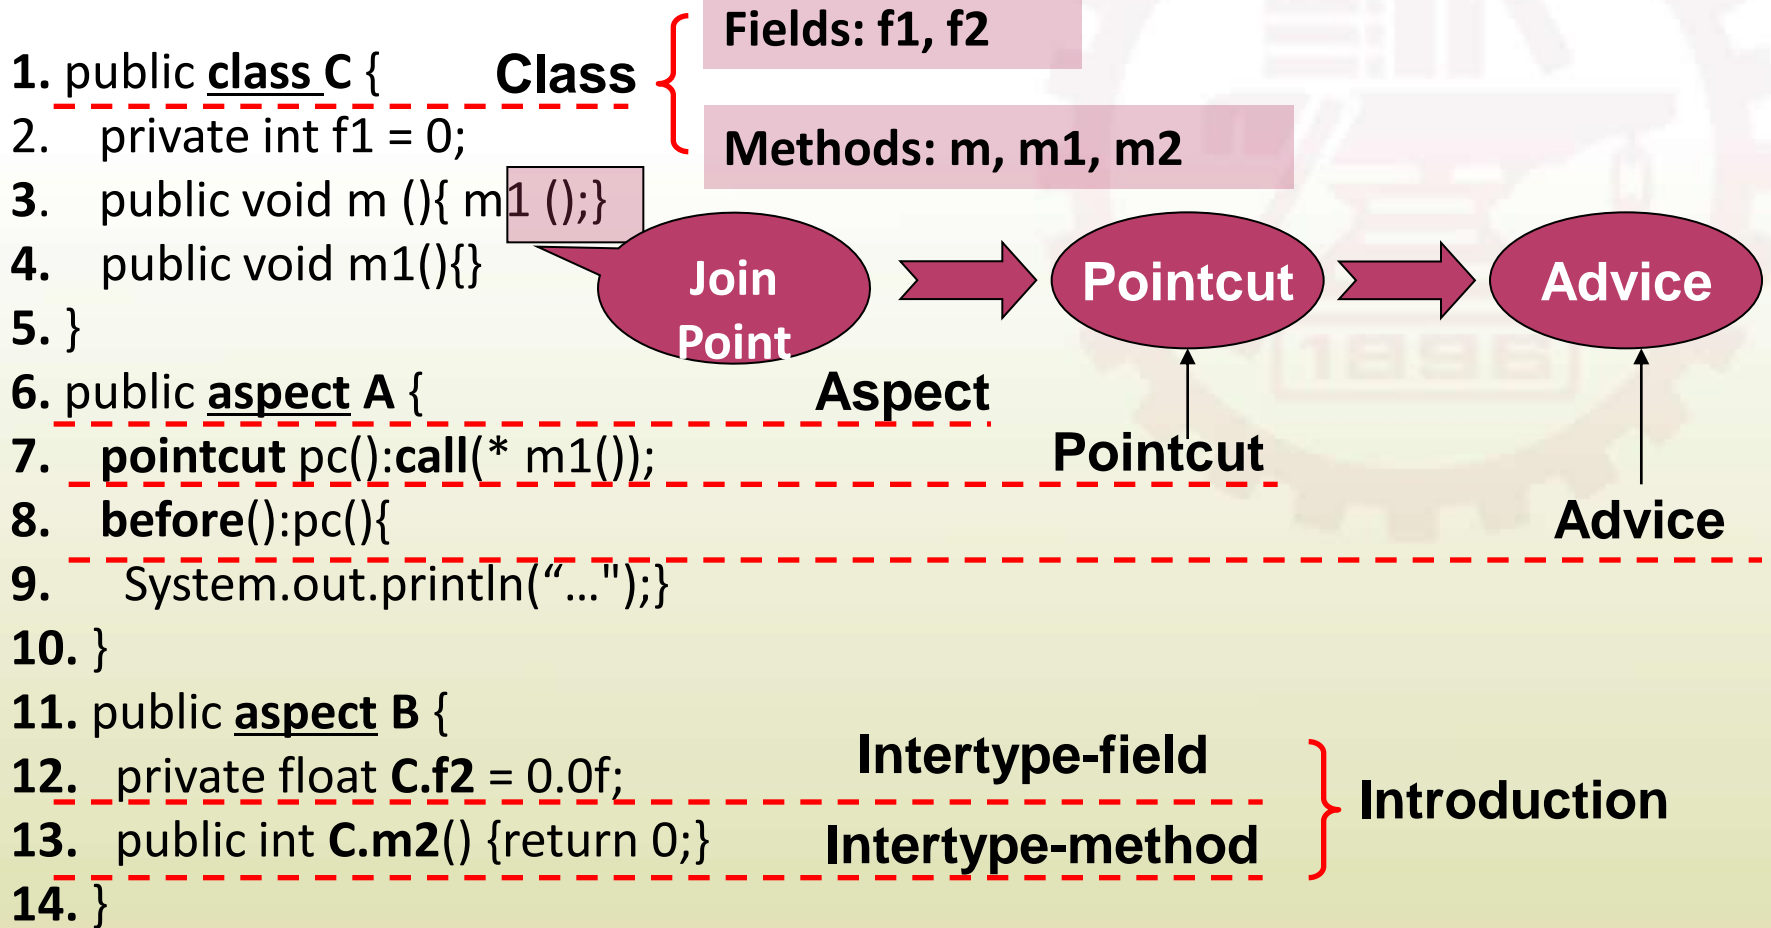 Fields: f1, f2
1. public class C {
Class
2. private int f1 = 0;
Methods: m, m1, m2
3. public void m (){ m1 ();}
4. public void m1(){}
Join
Point
Pointcut
Advice
5. }
1896
6. public aspect A {
Aspect
7. pointcut pc():call(* m1());
Pointcut
8. before():pc(){
Advice
9. System.out.println(“...");}
10. }
11. public aspect B {
12. private float C.f2 = 0.0f;
Intertype-field
Introduction
13. public int C.m2() {return 0;}
Intertype-method
14. }